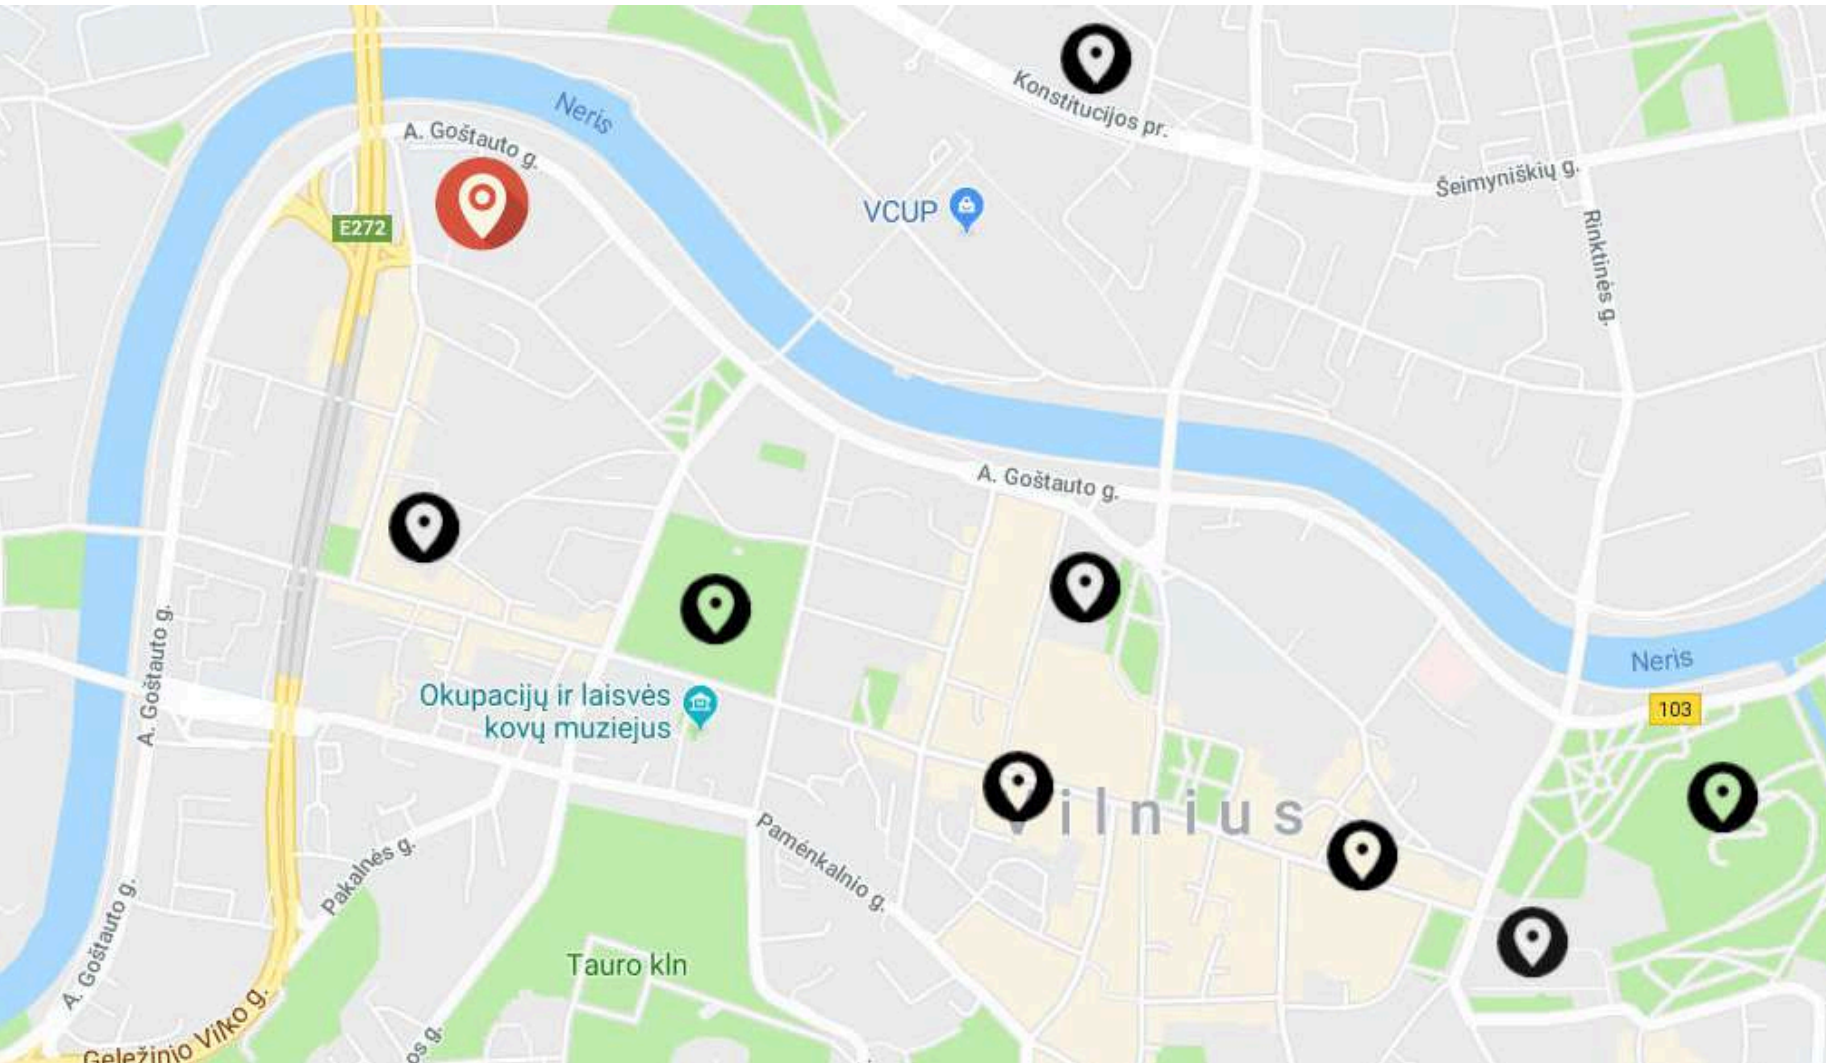 Neris
A. Goštauto g.
Konstitucijos pr.
Šeimyniškių g.
E272
VCUP
Rinktinės g.
A. Goštauto g.
A. Goštauto g.
Neris
103
Okupacijų ir laisvės
kovų muziejus
Vilnius
Pamėnkalnio g.
Pakalnės g.
A. Goštauto g.
Tauro kln
Geležinio Vilko g.
os g.